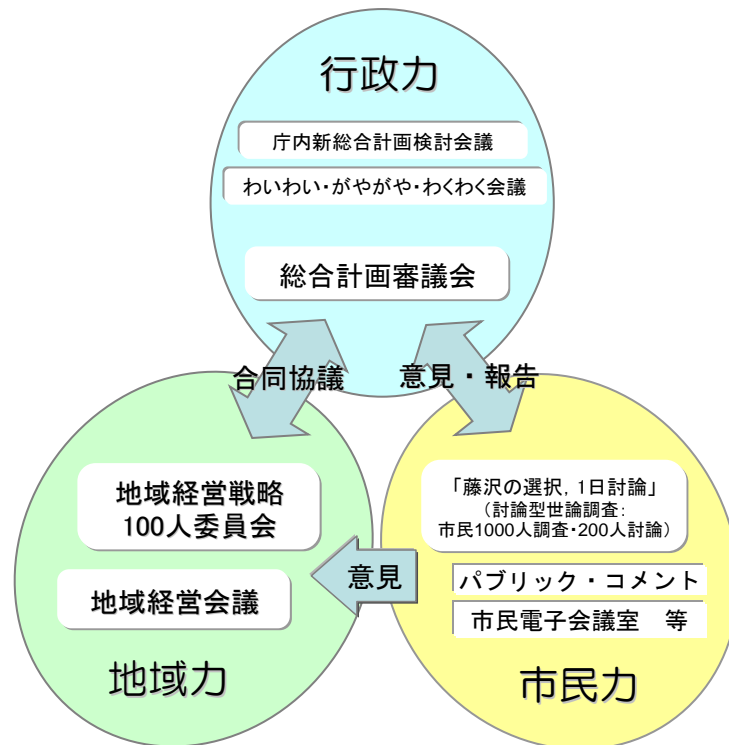 行政力
庁内新総合計画検討会議
わいわい・がやがや・わくわく会議
総合計画審議会
合同協議
意見・報告
地域経営戦略
100人委員会
地域経営会議
地域力
意見
「藤沢の選択，1日討論」
（討論型世論調査：
市民1000人調査・200人討論）
パブリック・コメント
市民電子会議室　等
市民力